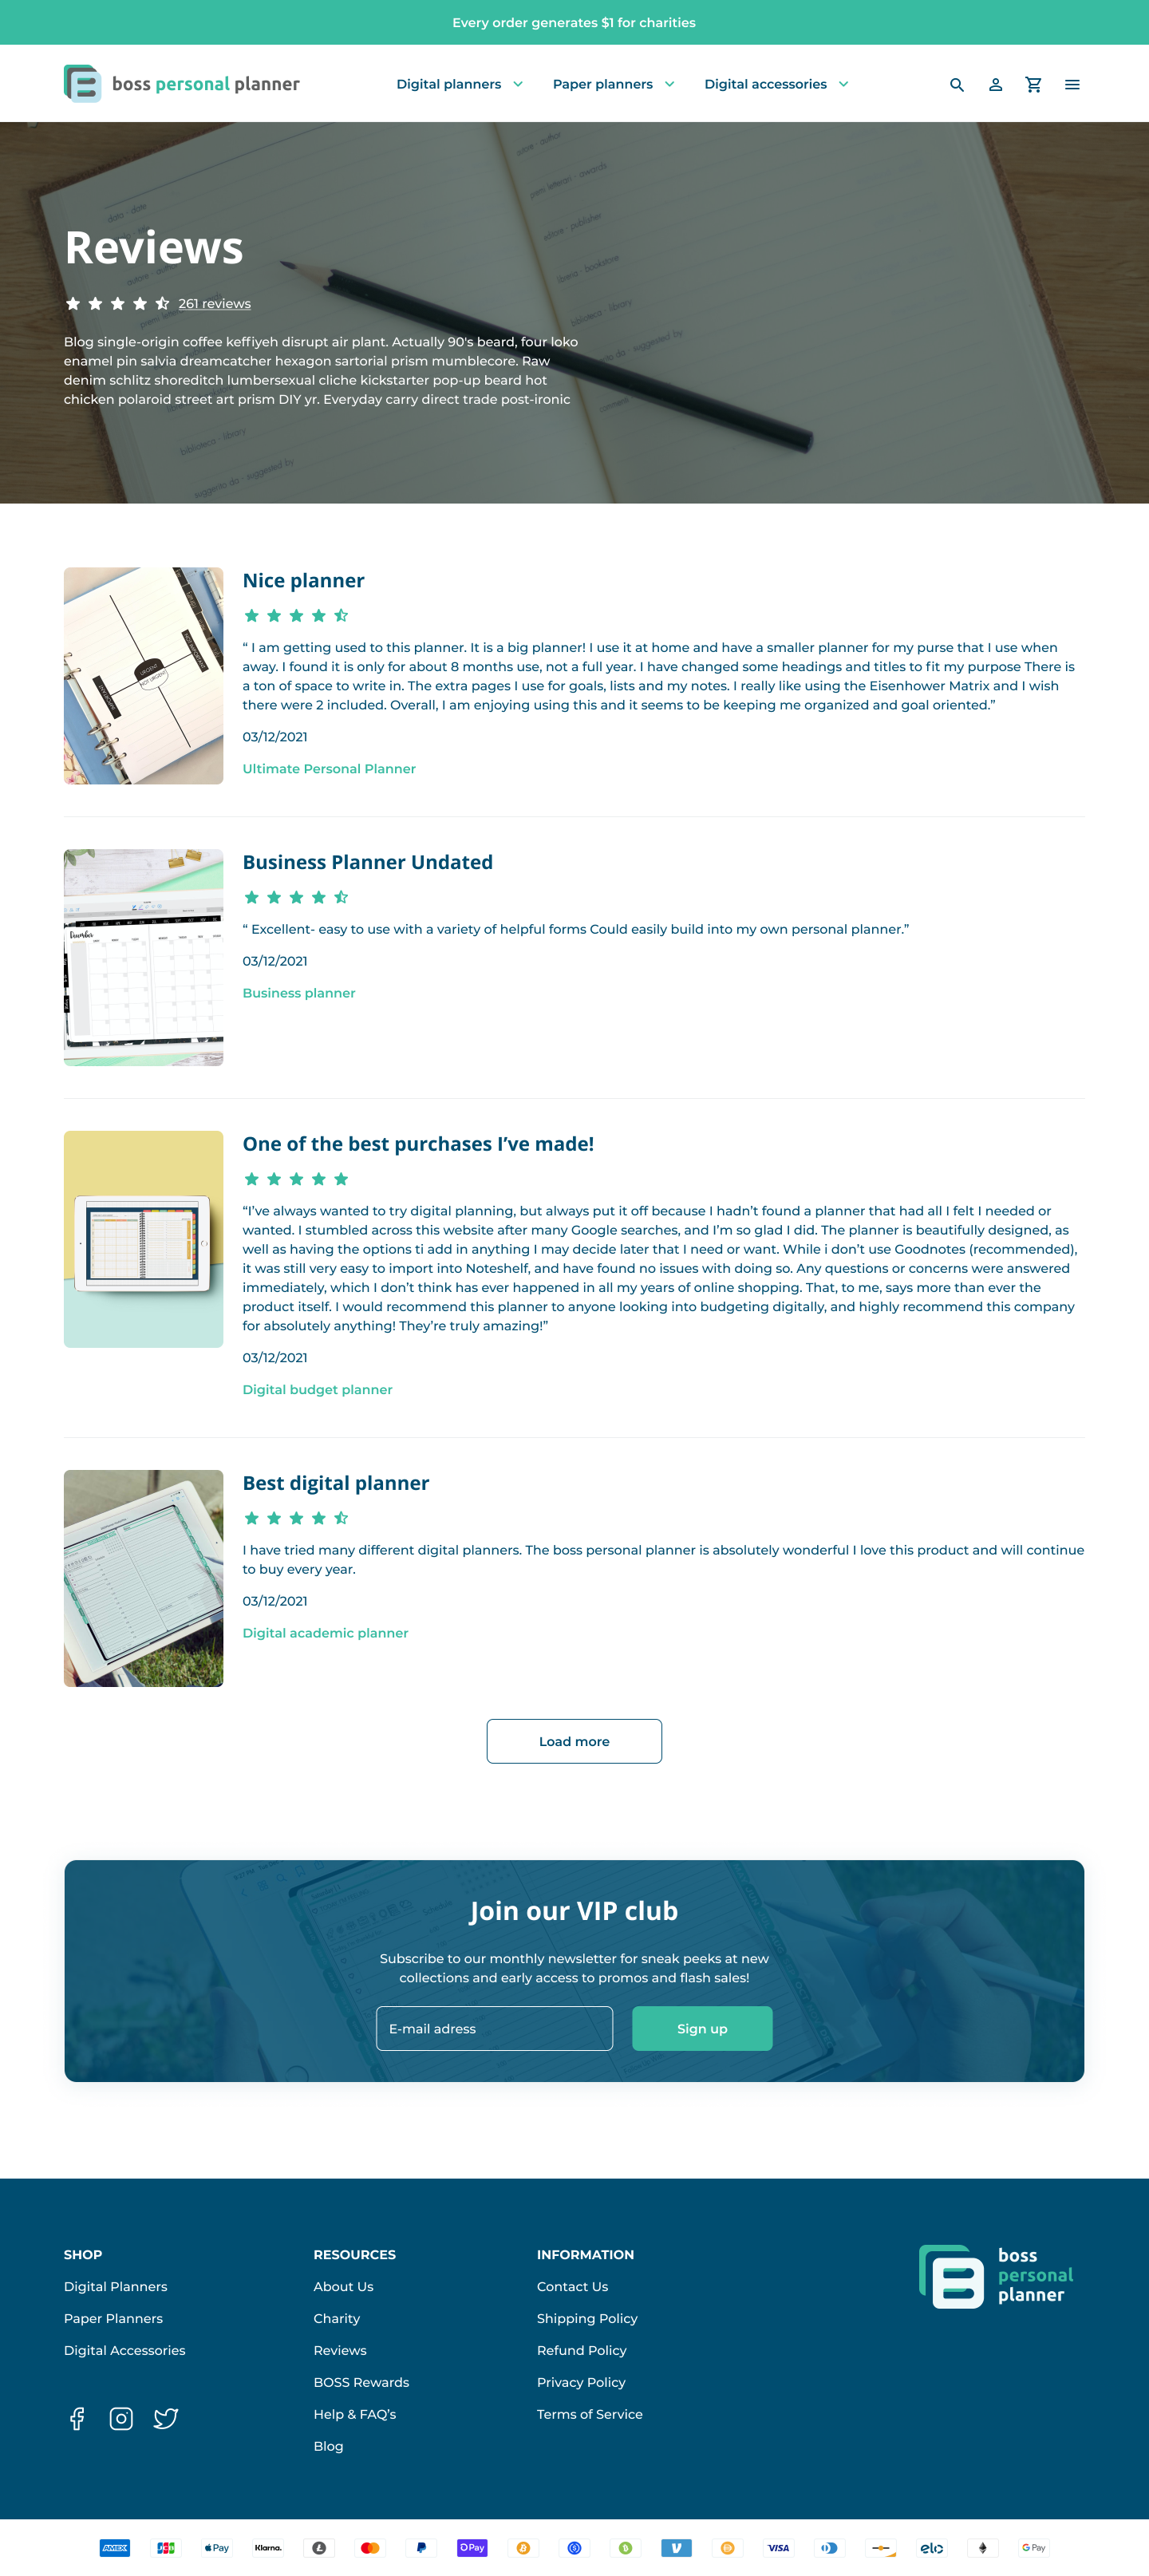 Every order generates $1 for charities
boss personal planner
Digital planners
Paper planners
Digital accessories
Reviews
261 reviews
Blog single-origin coffee keffiyeh disrupt air plant. Actually 90's beard, four loko
enamel pin salvia dreamcatcher hexagon sartorial prism mumblecore. Raw
denim schlitz shoreditch lumbersexual cliche kickstarter pop-up beard hot
chicken polaroid street art prism DIY yr. Everyday carry direct trade post-ironic
Nice planner
“ I am getting used to this planner. It is a big planner! I use it at home and have a smaller planner for my purse that I use when
away. I found it is only for about 8 months use, not a full year. I have changed some headings and titles to fit my purpose There is
a ton of space to write in. The extra pages I use for goals, lists and my notes. I really like using the Eisenhower Matrix and I wish
there were 2 included. Overall, I am enjoying using this and it seems to be keeping me organized and goal oriented.”
03/12/2021
Ultimate Personal Planner
Business Planner Undated
“ Excellent- easy to use with a variety of helpful forms Could easily build into my own personal planner.”
03/12/2021
Business planner
One of the best purchases I’ve made!
“I’ve always wanted to try digital planning, but always put it off because I hadn’t found a planner that had all I felt I needed or
wanted. I stumbled across this website after many Google searches, and I’m so glad I did. The planner is beautifully designed, as
well as having the options ti add in anything I may decide later that I need or want. While i don’t use Goodnotes (recommended),
it was still very easy to import into Noteshelf, and have found no issues with doing so. Any questions or concerns were answered
immediately, which I don’t think has ever happened in all my years of online shopping. That, to me, says more than ever the
product itself. I would recommend this planner to anyone looking into budgeting digitally, and highly recommend this company
for absolutely anything! They’re truly amazing!”
03/12/2021
Digital budget planner
Best digital planner
I have tried many different digital planners. The boss personal planner is absolutely wonderful I love this product and will continue
to buy every year.
03/12/2021
Digital academic planner
Load more
Join our VIP club
Subscribe to our monthly newsletter for sneak peeks at new
collections and early access to promos and flash sales!
E-mail adress
Sign up
SHOP
Digital Planners
Paper Planners
Digital Accessories
RESOURCES
About Us
Charity
Reviews
BOSS Rewards
Help & FAQ’s
Blog
INFORMATION
Contact Us
Shipping Policy
Refund Policy
Privacy Policy
Terms of Service
boss
personal
planner
AMEX
JCB
Pay
Klarna.
Pay
VISA
elo
G Pay